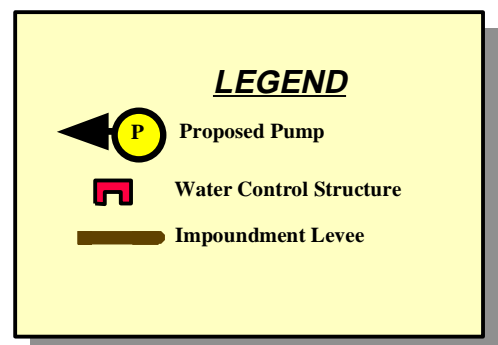 LEGEND
P Proposed Pump
Water Control Structure
Impoundment Levee